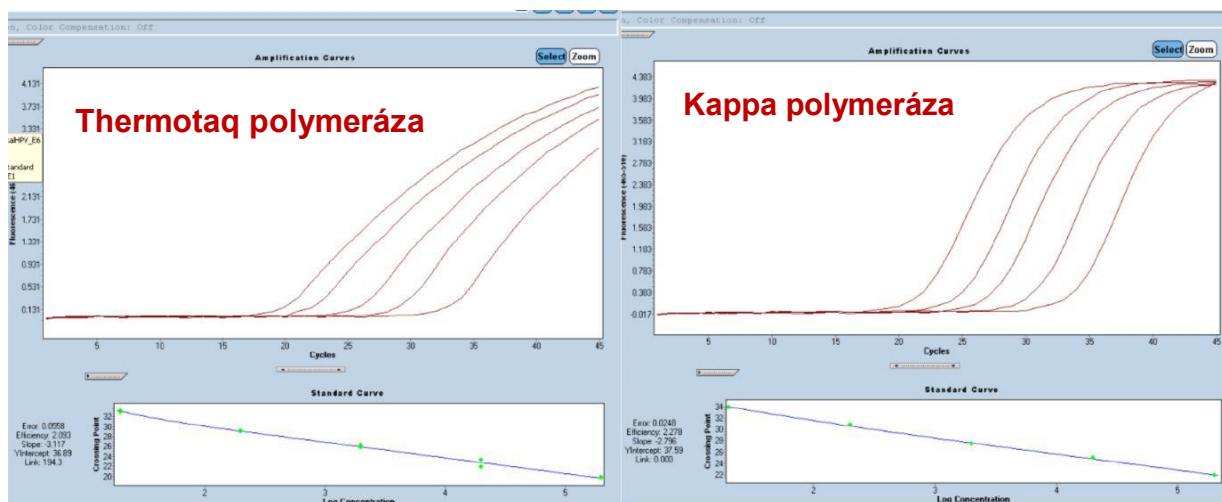 n, Color Compensation: Off
Amplification Curves
Select Zoom
4.131
3.731
3.331
2.131
1.731
1.331
0.931
0.531
0.131
Thermotaq polymeráza
alHPV_E6
tandard
E1
5 10 15 20 25 30 35 40 45
Cycles
Standard Curve
Error: 0.0558
Efficiency: 2.093
Slope: -3.117
YIntercept: 36.89
Link: 194.3
Crossing Point
32
30
28
26
24
22
20
2 3 4 5
Log Concentration
n, Color Compensation: Off
Amplification Curves
Select Zoom
4.383
3.983
3.583
3.183
2.783
2.383
1.983
1.583
1.183
0.783
0.383
-0.017
Kappa polymeráza
Fluorescence (465-510)
5 10 15 20 25 30 35 40 45
Cycles
Standard Curve
Error: 0.0248
Efficiency: 2.278
Slope: -2.796
YIntercept: 37.59
Link: 0.000
Crossing Point
34
32
30
28
26
24
22
2 3 4 5
Log Concentration